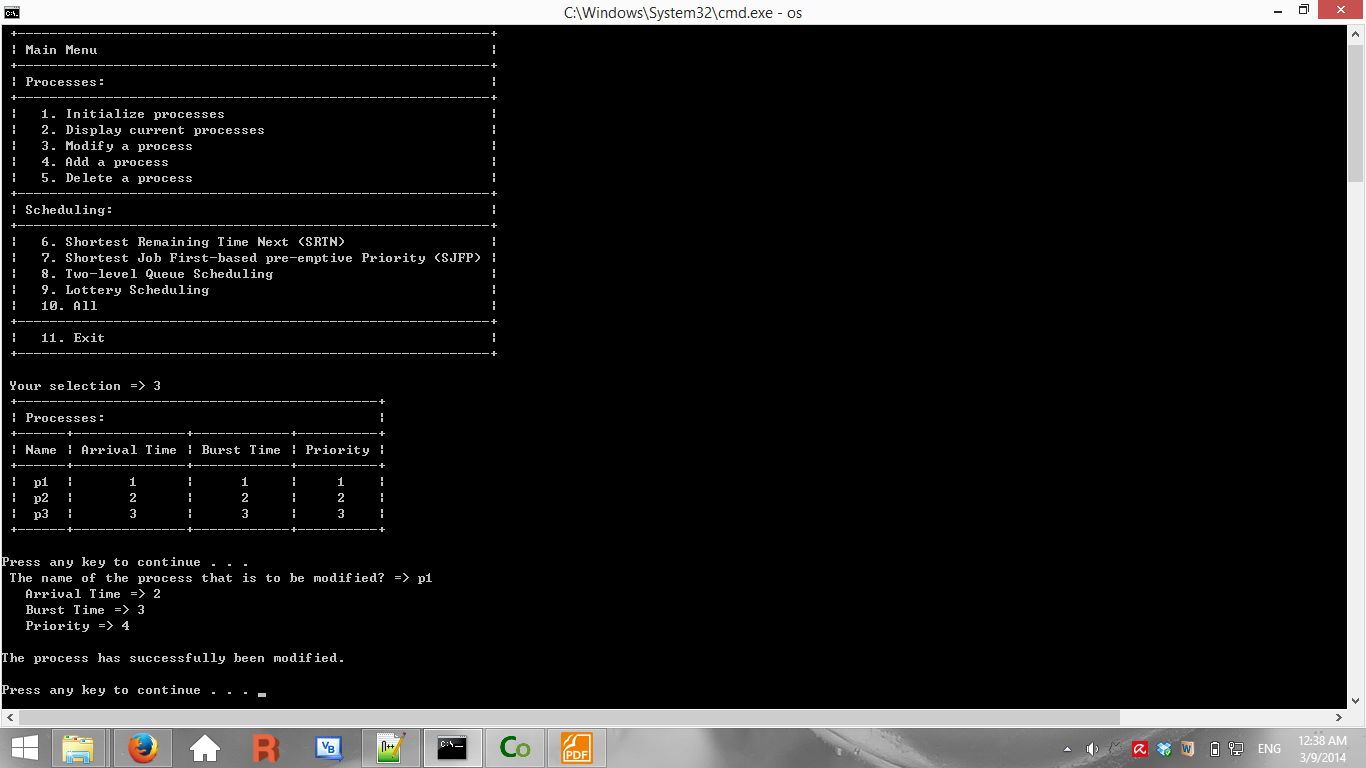 C:\Windows\System32\cmd.exe - os
Main Menu
Processes:
1. Initialize processes
2. Display current processes
3. Modify a process
4. Add a process
5. Delete a process
Scheduling:
6. Shortest Remaining Time Next (SRTN)
7. Shortest Job First-based pre-emptive Priority (SJFP)
8. Two-level Queue Scheduling
9. Lottery Scheduling
10. All
11. Exit
Your selection => 3
Processes:
| Name | Arrival Time | Burst Time | Priority |
| p1 | 1 | 1 | 1 |
| p2 | 2 | 2 | 2 |
| p3 | 3 | 3 | 3 |
Press any key to continue . . .
The name of the process that is to be modified? => p1
Arrival Time => 2
Burst Time => 3
Priority => 4
The process has successfully been modified.
Press any key to continue . . . _
R VB C:\_ Co PDF W ENG 12:38 AM
3/9/2014